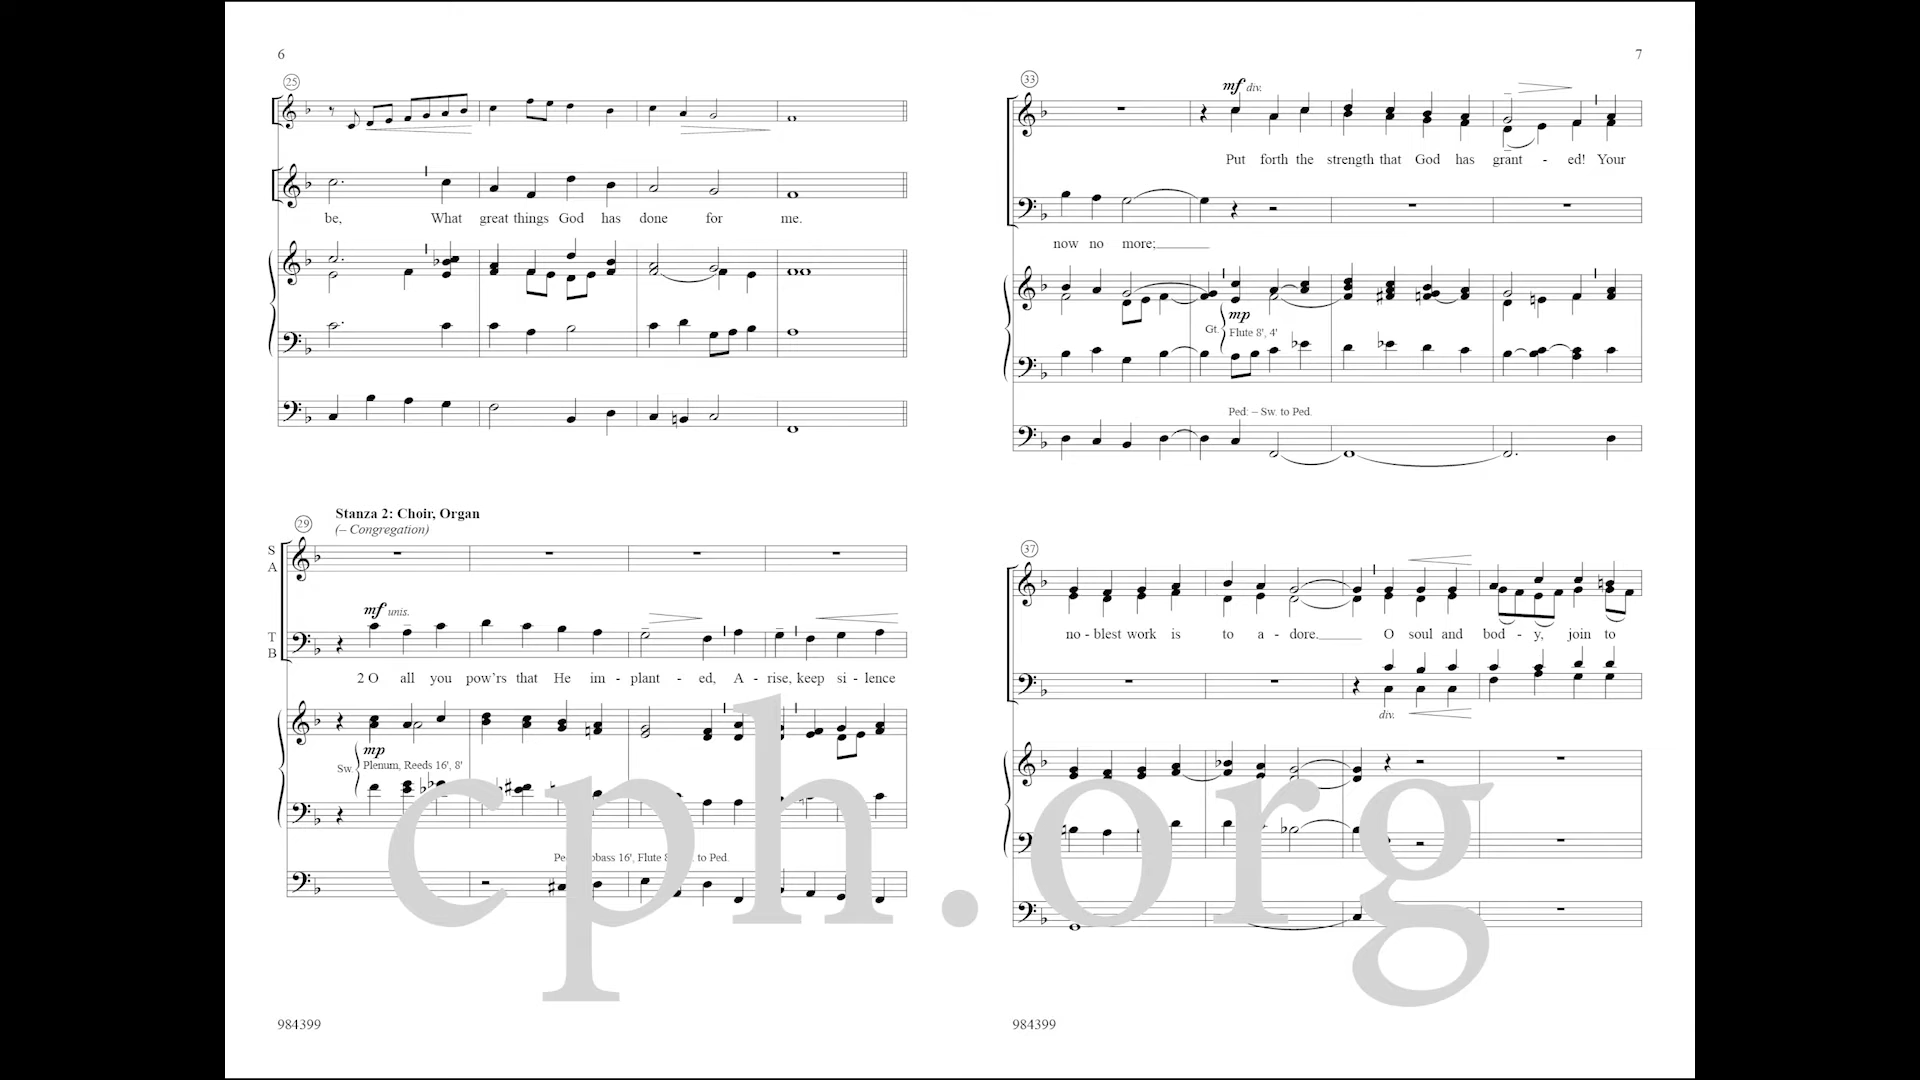 6
25
be, What great things God has done for me.
29
Stanza 2: Choir, Organ
(– Congregation)
S
A
mf unis.
T
B
2 O all you pow'rs that He im - plant - ed, A - rise, keep si - lence
mp
Sw.
Plenum, Reeds 16', 8'
16', Flute to Ped.
984399
7
33
mf div.
Put forth the strength that God has grant - ed! Your
now no more;
mp
Gt.
Flute 8', 4'
Ped: – Sw. to Ped.
37
no - blest work is to a - dore. O soul and bod - y, join to
div.
cph.org
984399